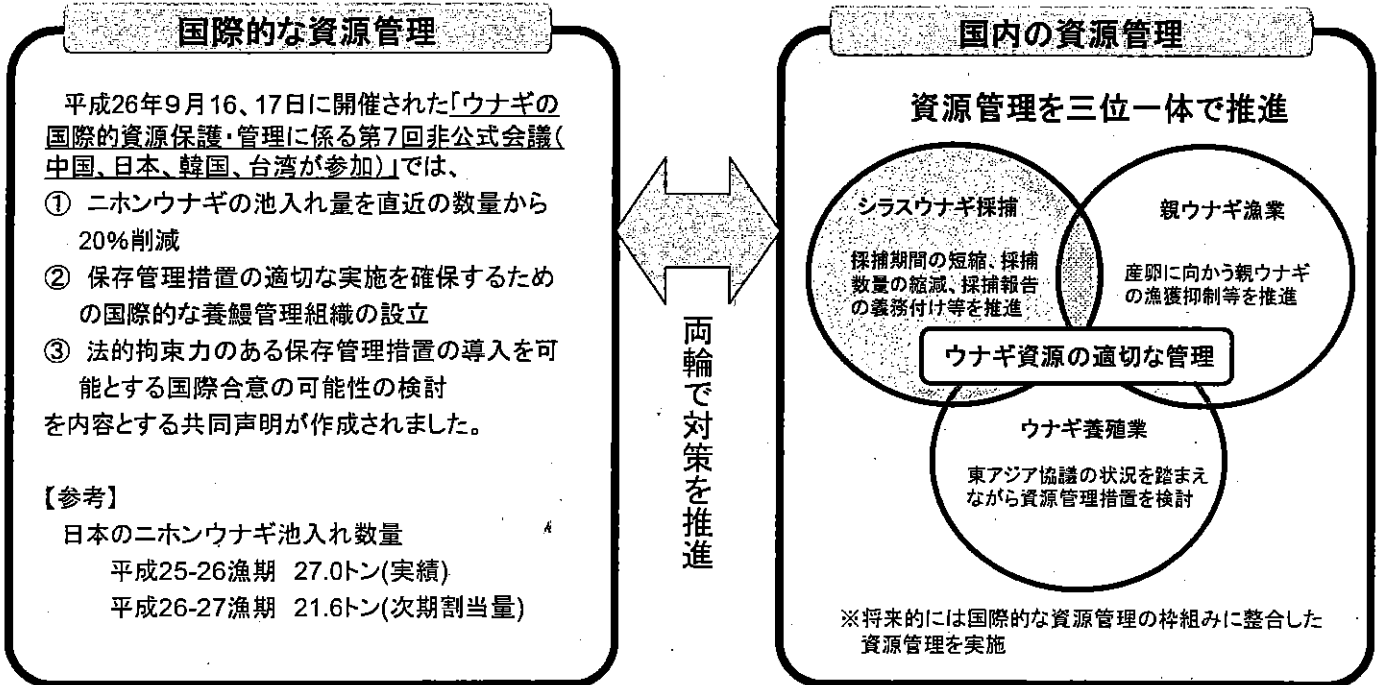 国際的な資源管理
平成26年9月16、17日に開催された「ウナギの
国際的資源保護・管理に係る第7回非公式会議(
中国、日本、韓国、台湾が参加)」では、
① ニホンウナギの池入れ量を直近の数量から
20%削減
② 保存管理措置の適切な実施を確保するため
の国際的な養鰻管理組織の設立
③ 法的拘束力のある保存管理措置の導入を可
能とする国際合意の可能性の検討
を内容とする共同声明が作成されました。
【参考】
日本のニホンウナギ池入れ数量
平成25-26漁期 27.0トン(実績)
平成26-27漁期 21.6トン(次期割当量)
両輪で対策を推進
国内の資源管理
資源管理を三位一体で推進
シラスウナギ採捕
採捕期間の短縮、採捕
数量の縮減、採捕報告
の義務付け等を推進
親ウナギ漁業
産卵に向かう親ウナギ
の漁獲抑制等を推進
ウナギ資源の適切な管理
ウナギ養殖業
東アジア協議の状況を踏まえ
ながら資源管理措置を検討
※将来的には国際的な資源管理の枠組みに整合した
資源管理を実施